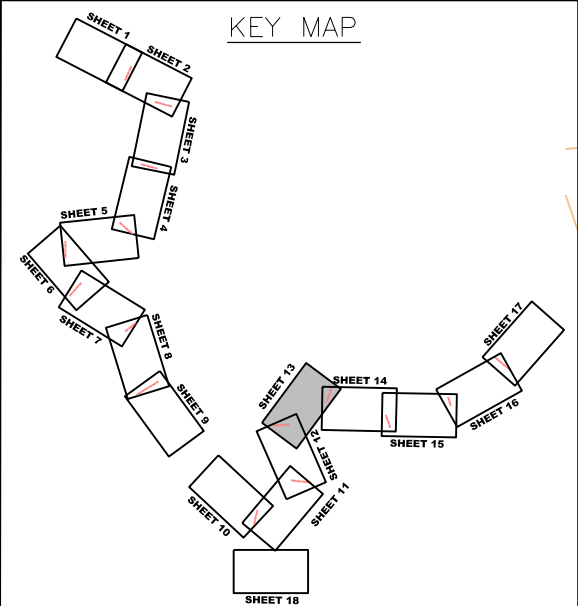 KEY MAP
SHEET 1
SHEET 2
SHEET 3
SHEET 4
SHEET 5
SHEET 6
SHEET 7
SHEET 8
SHEET 9
SHEET 10
SHEET 11
SHEET 12
SHEET 13
SHEET 14
SHEET 15
SHEET 16
SHEET 17
SHEET 18